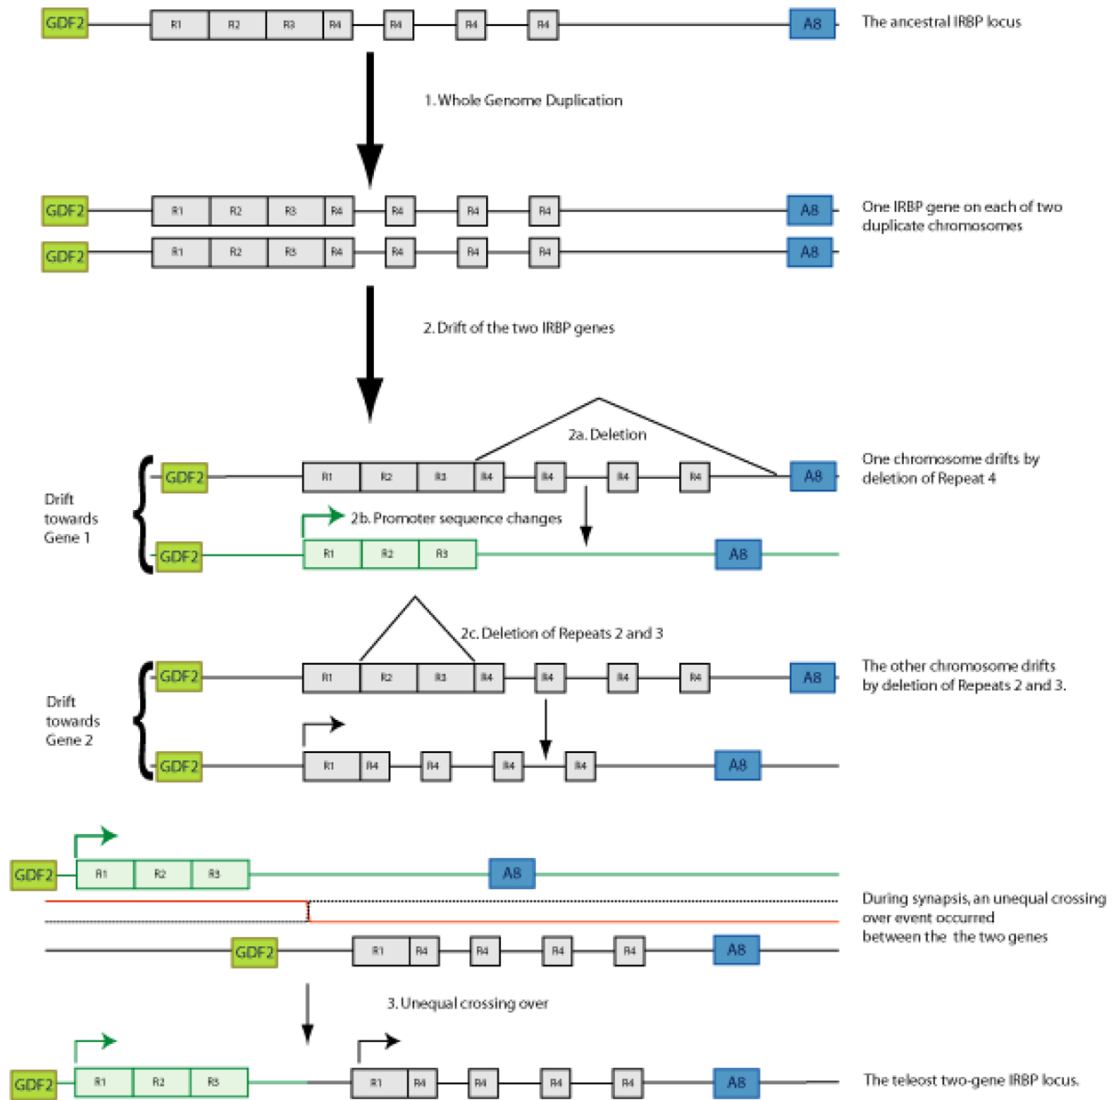 GDF2 R1 R2 R3 R4 R4 R4 R4 A8 The ancestral IRBP locus
1. Whole Genome Duplication
GDF2 R1 R2 R3 R4 R4 R4 R4 A8 One IRBP gene on each of two
duplicate chromosomes
GDF2 R1 R2 R3 R4 R4 R4 R4 A8
2. Drift of the two IRBP genes
2a. Deletion
One chromosome drifts by
deletion of Repeat 4
GDF2 R1 R2 R3 R4 R4 R4 R4 A8
Drift
towards
Gene 1
2b. Promoter sequence changes
GDF2 R1 R2 R3 A8
2c. Deletion of Repeats 2 and 3
The other chromosome drifts
by deletion of Repeats 2 and 3.
GDF2 R1 R2 R3 R4 R4 R4 R4 A8
Drift
towards
Gene 2
GDF2 R1 R4 R4 R4 R4 A8
GDF2 R1 R2 R3 A8
During synapsis, an unequal crossing
over event occurred
between the the two genes
GDF2 R1 R4 R4 R4 R4 A8
3. Unequal crossing over
GDF2 R1 R2 R3 R1 R4 R4 R4 R4 A8 The teleost two-gene IRBP locus.